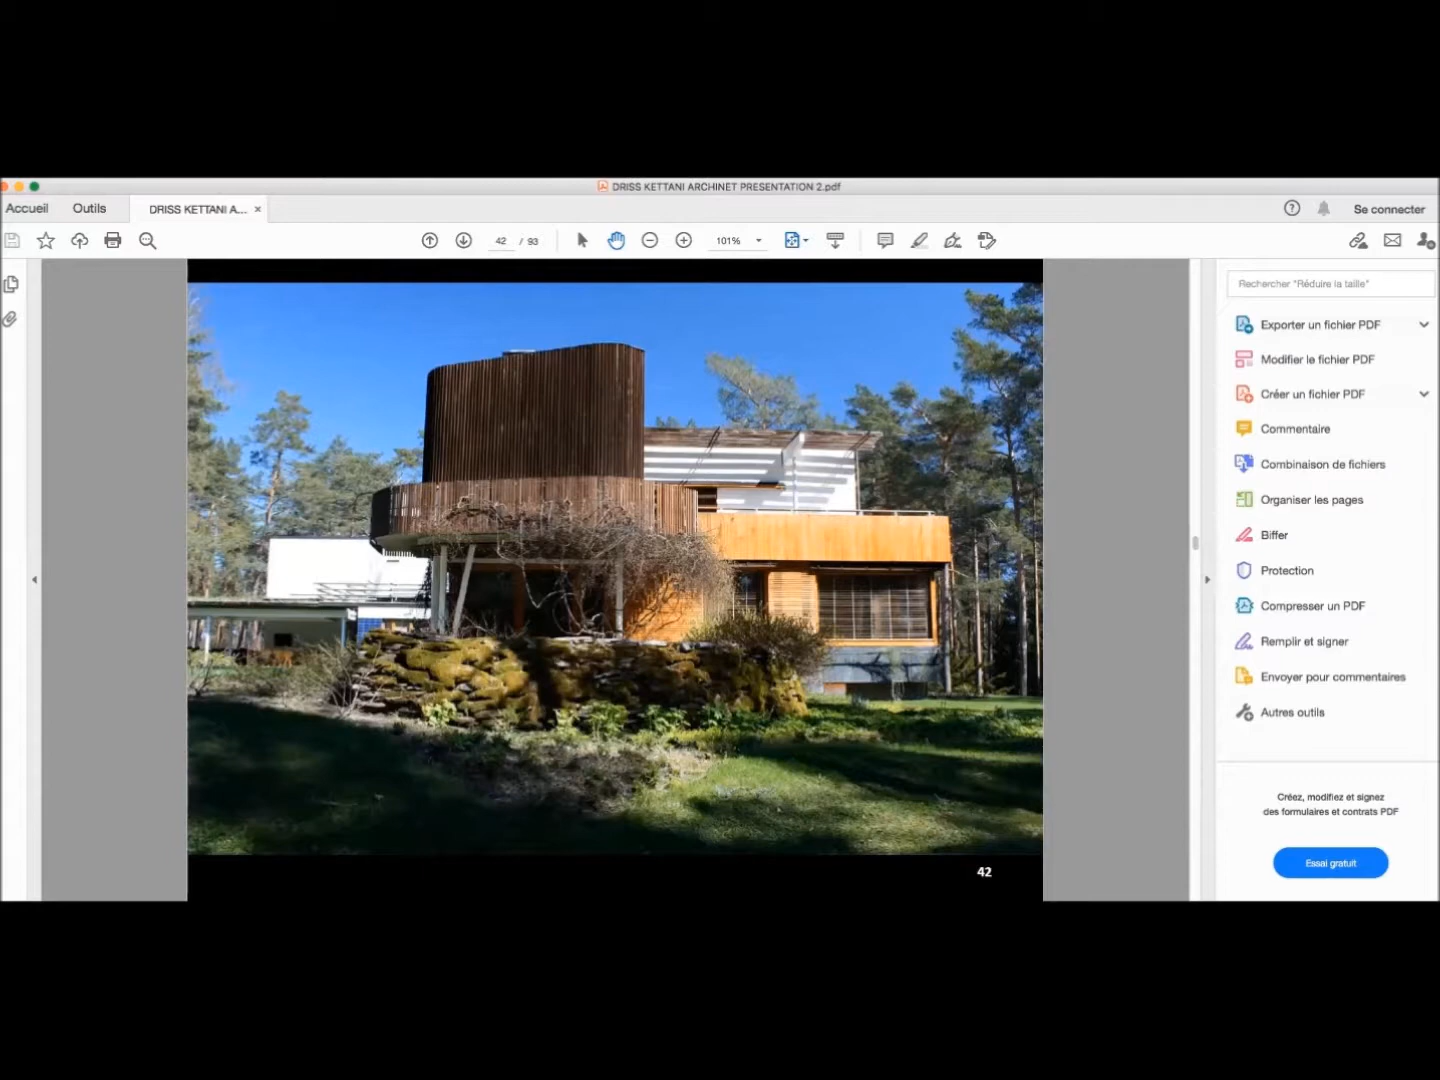 DRISS KETTANI ARCHINET PRESENTATION 2.pdf
Accueil Outils DRISS KETTANI A... × Se connecter
42 / 93 101%
Rechercher "Réduire la taille"
Exporter un fichier PDF
Modifier le fichier PDF
Créer un fichier PDF
Commentaire
Combinaison de fichiers
Organiser les pages
Biffer
Protection
Compresser un PDF
Remplir et signer
Envoyer pour commentaires
Autres outils
Créez, modifiez et signez
des formulaires et contrats PDF
Essai gratuit
42